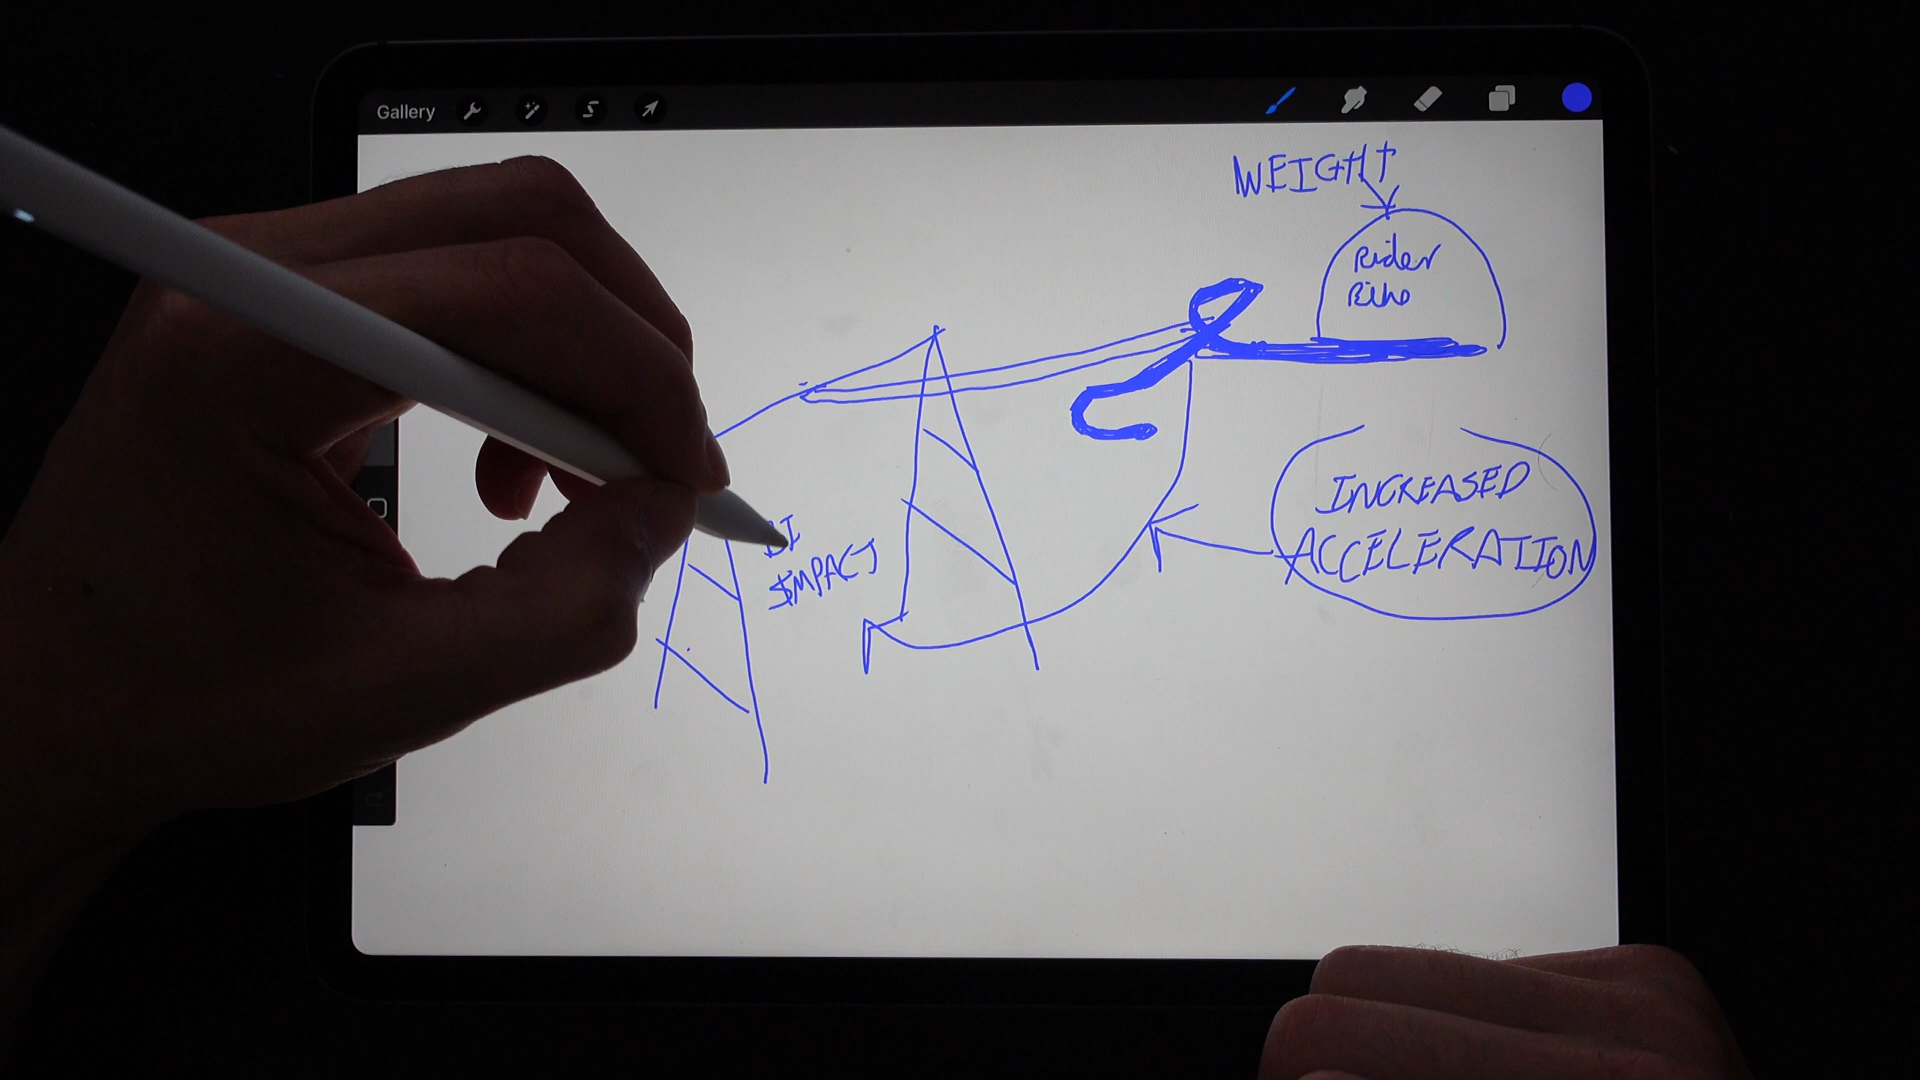 Gallery
WEIGHT
Rider
INCREASED
ACCELERATION
IMPACT